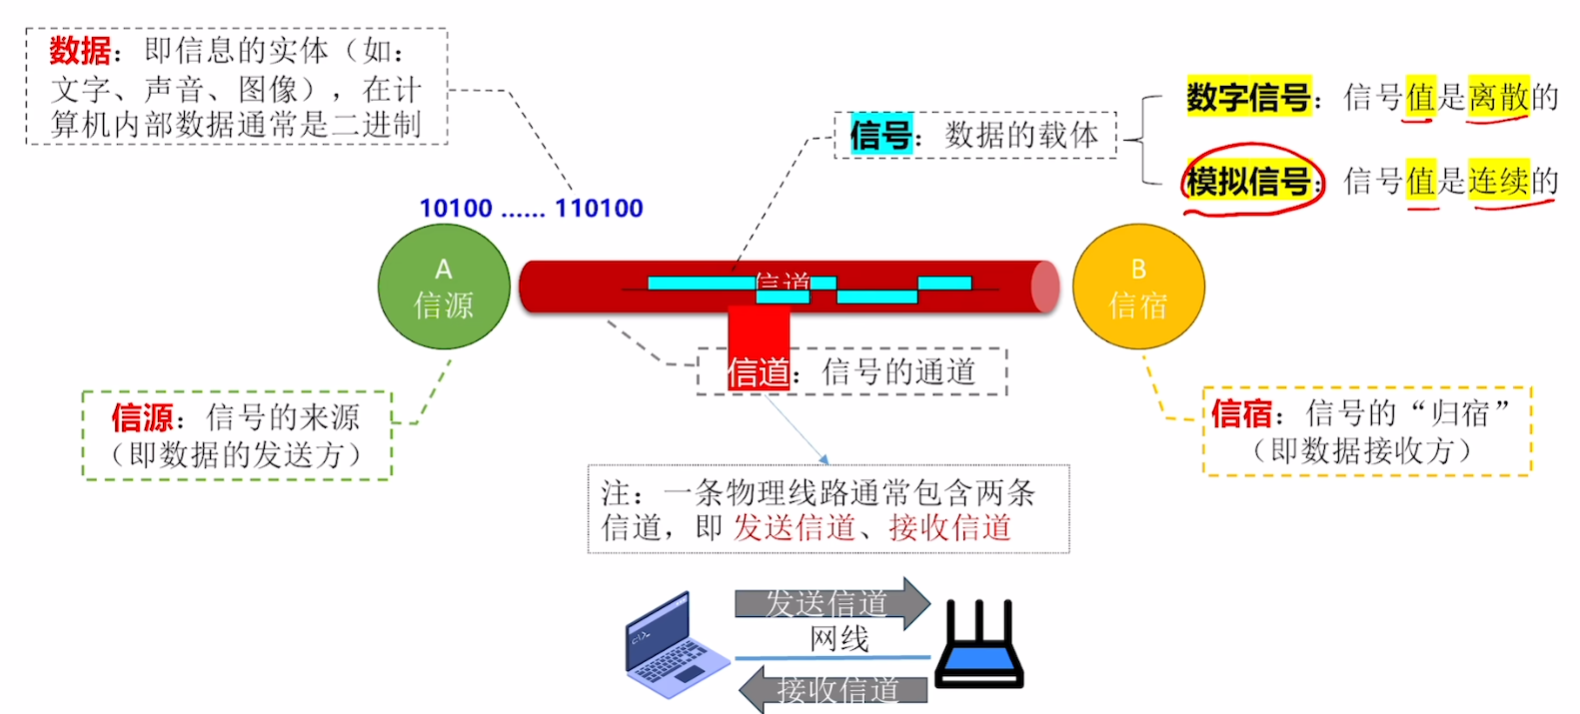 数据：即信息的实体（如：
文字、声音、图像），在计
算机内部数据通常是二进制
信号：数据的载体
数字信号：信号值是离散的
模拟信号：信号值是连续的
10100 ...... 110100
A
信源
信道
B
信宿
信道：信号的通道
信源：信号的来源
（即数据的发送方）
信宿：信号的“归宿”
（即数据接收方）
注：一条物理线路通常包含两条
信道，即 发送信道、接收信道
发送信道
网线
接收信道